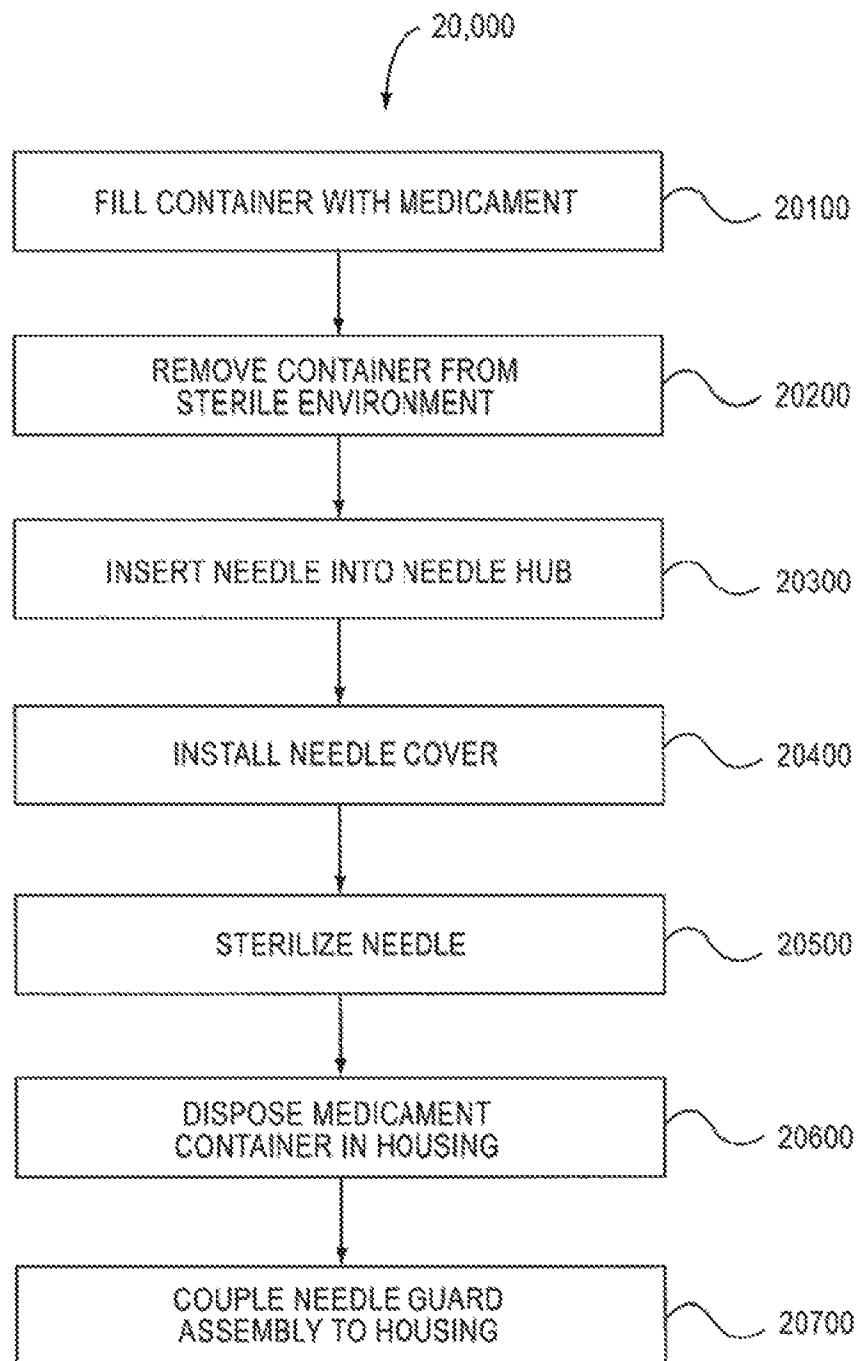 20,000
FILL CONTAINER WITH MEDICAMENT
20100
REMOVE CONTAINER FROM
STERILE ENVIRONMENT
20200
INSERT NEEDLE INTO NEEDLE HUB
20300
INSTALL NEEDLE COVER
20400
STERILIZE NEEDLE
20500
DISPOSE MEDICAMENT
CONTAINER IN HOUSING
20600
COUPLE NEEDLE GUARD
ASSEMBLY TO HOUSING
20700